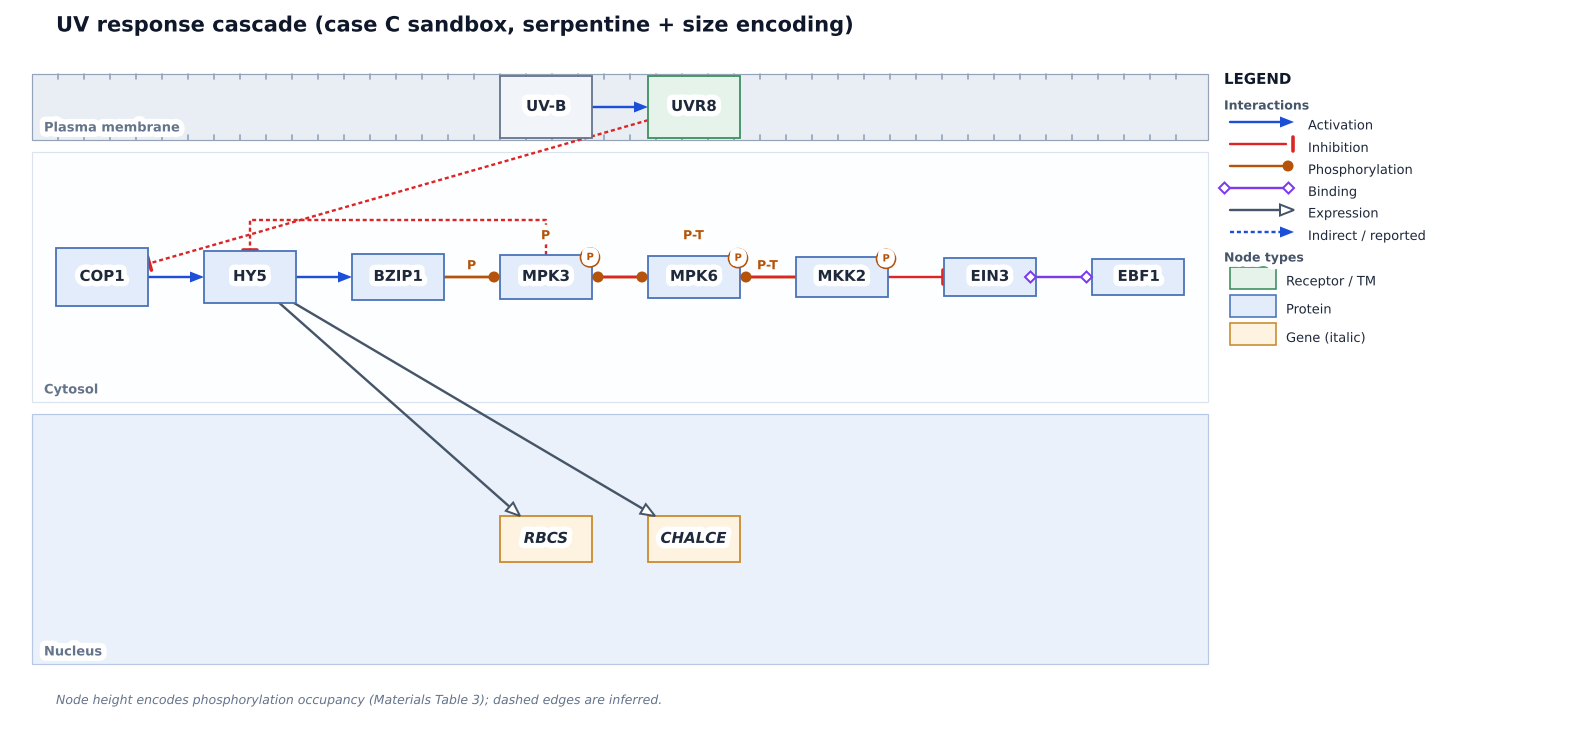 UV response cascade (case C sandbox, serpentine + size encoding)
LEGEND
Interactions
Activation
Inhibition
Phosphorylation
Binding
Expression
Indirect / reported
Node types
Receptor / TM
Protein
Gene (italic)
UV-B
UVR8
Plasma membrane
P
P-T
P
P
P
P-T
P
COP1
HY5
BZIP1
MPK3
MPK6
MKK2
EIN3
EBF1
Cytosol
RBCS
CHALCE
Nucleus
Node height encodes phosphorylation occupancy (Materials Table 3); dashed edges are inferred.